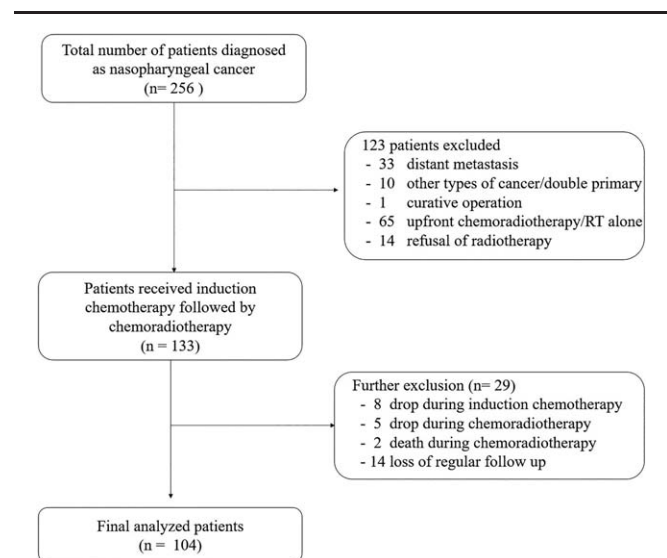 Total number of patients diagnosed
as nasopharyngeal cancer
(n= 256 )
123 patients excluded
- 33 distant metastasis
- 10 other types of cancer/double primary
- 1 curative operation
- 65 upfront chemoradiotherapy/RT alone
- 14 refusal of radiotherapy
Patients received induction
chemotherapy followed by
chemoradiotherapy
(n = 133)
Further exclusion (n= 29)
- 8 drop during induction chemotherapy
- 5 drop during chemoradiotherapy
- 2 death during chemoradiotherapy
- 14 loss of regular follow up
Final analyzed patients
(n = 104)